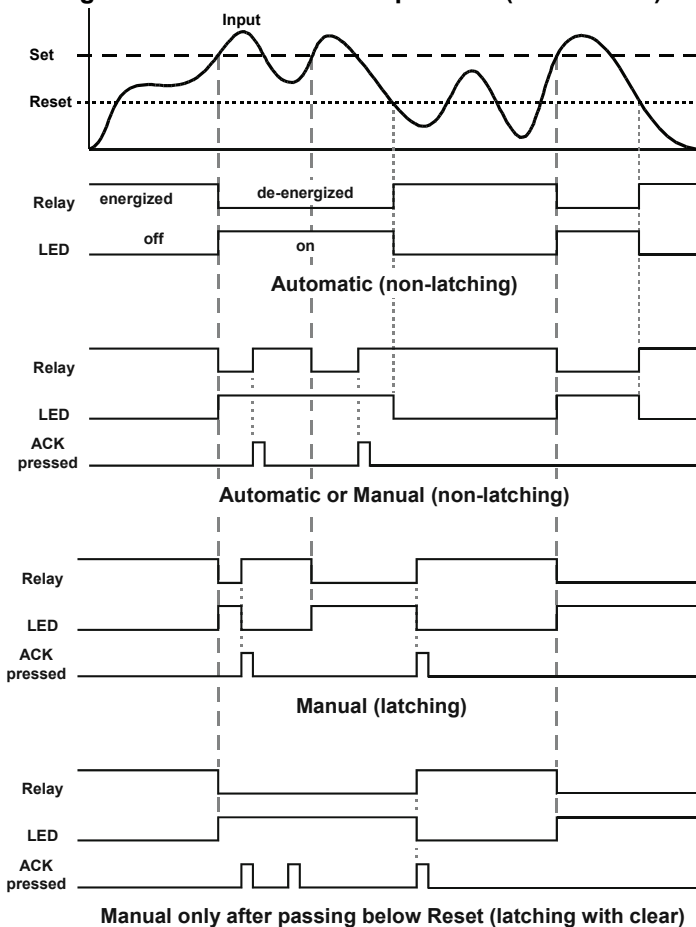 Input
Set
Reset
Relay energized de-energized
LED off on
Automatic (non-latching)
Relay
LED
ACK
pressed
Automatic or Manual (non-latching)
Relay
LED
ACK
pressed
Manual (latching)
Relay
LED
ACK
pressed
Manual only after passing below Reset (latching with clear)